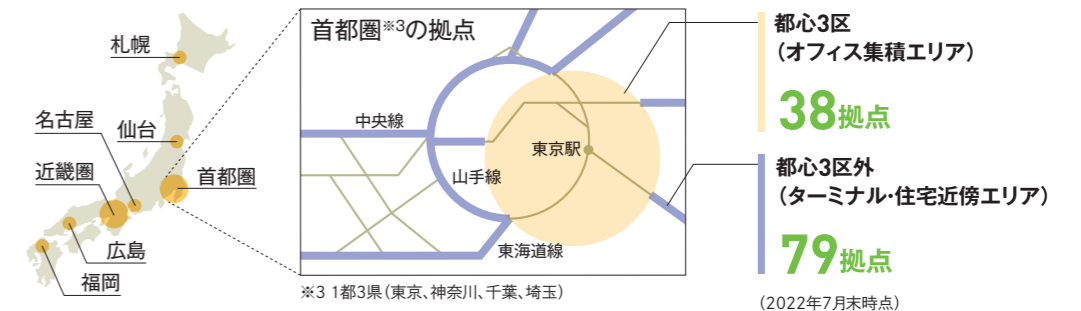 札幌
名古屋
仙台
近畿圏
首都圏
広島
福岡
首都圏※3の拠点
中央線
東京駅
山手線
東海道線
※3 1都3県(東京、神奈川、千葉、埼玉)
都心3区
(オフィス集積エリア)
38拠点
都心3区外
(ターミナル・住宅近傍エリア)
79拠点
(2022年7月末時点)